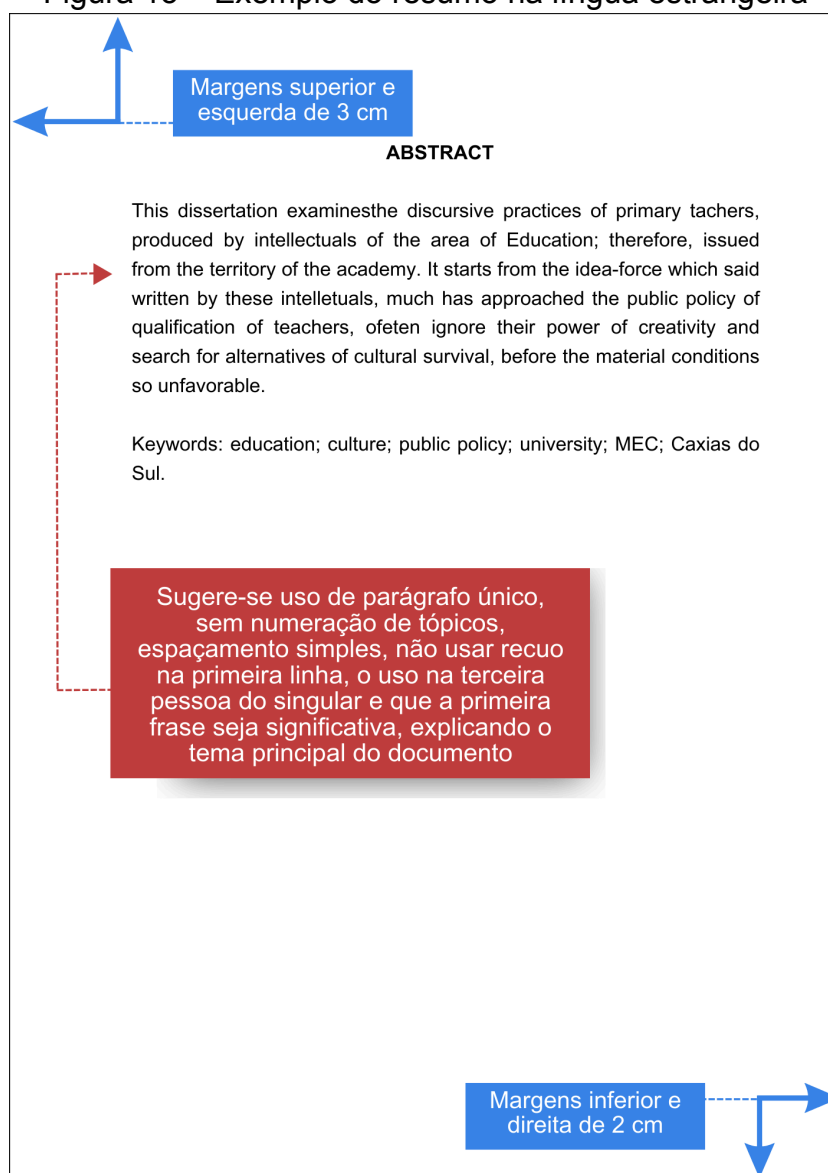 Exemplo de resumo na língua estrangeira
Margens superior e
esquerda de 3 cm
ABSTRACT
This dissertation examinesthe discursive practices of primary tachers,
produced by intellectuals of the area of Education; therefore, issued
from the territory of the academy. It starts from the idea-force which said
written by these intelletuals, much has approached the public policy of
qualification of teachers, ofeten ignore their power of creativity and
search for alternatives of cultural survival, before the material conditions
so unfavorable.
Keywords: education; culture; public policy; university; MEC; Caxias do
Sul.
Sugere-se uso de parágrafo único,
sem numeração de tópicos,
espaçamento simples, não usar recuo
na primeira linha, o uso na terceira
pessoa do singular e que a primeira
frase seja significativa, explicando o
tema principal do documento
Margens inferior e
direita de 2 cm